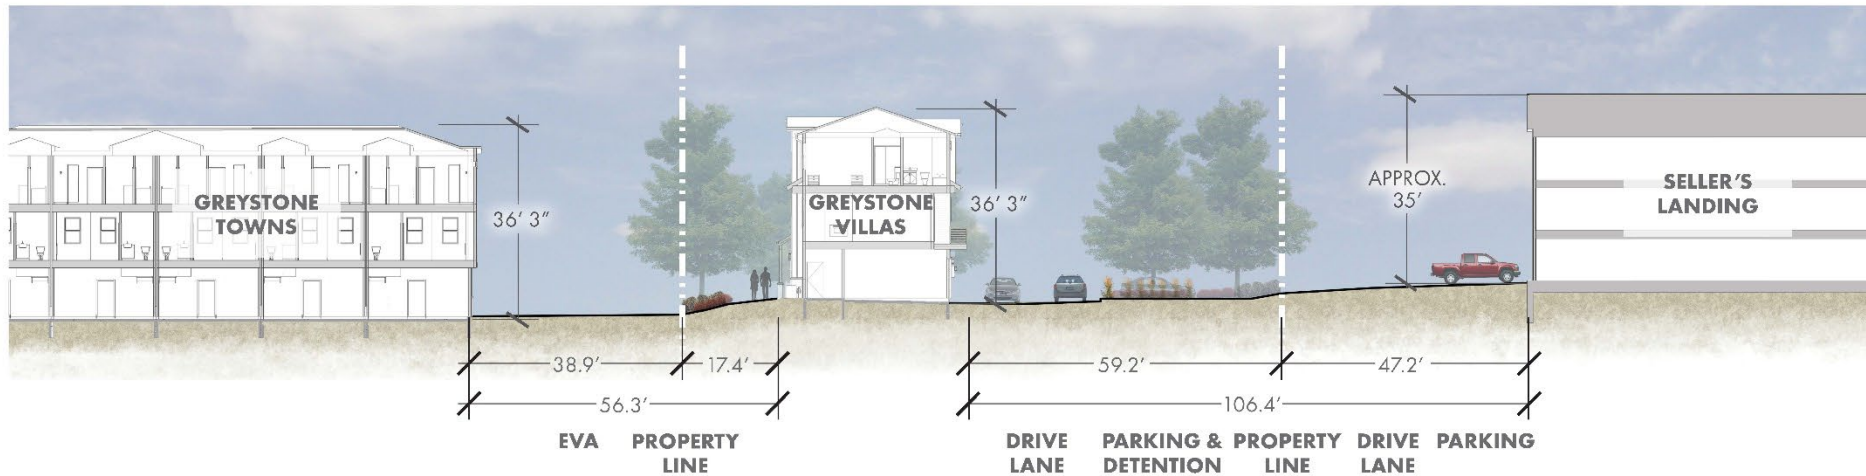 GREYSTONE
TOWNS
36' 3"
GREYSTONE
VILLAS
36' 3"
APPROX.
35'
SELLER'S
LANDING
38.9'
17.4'
59.2'
47.2'
56.3'
106.4'
EVA
PROPERTY
LINE
DRIVE
LANE
PARKING &
DETENTION
PROPERTY
LINE
DRIVE
LANE
PARKING